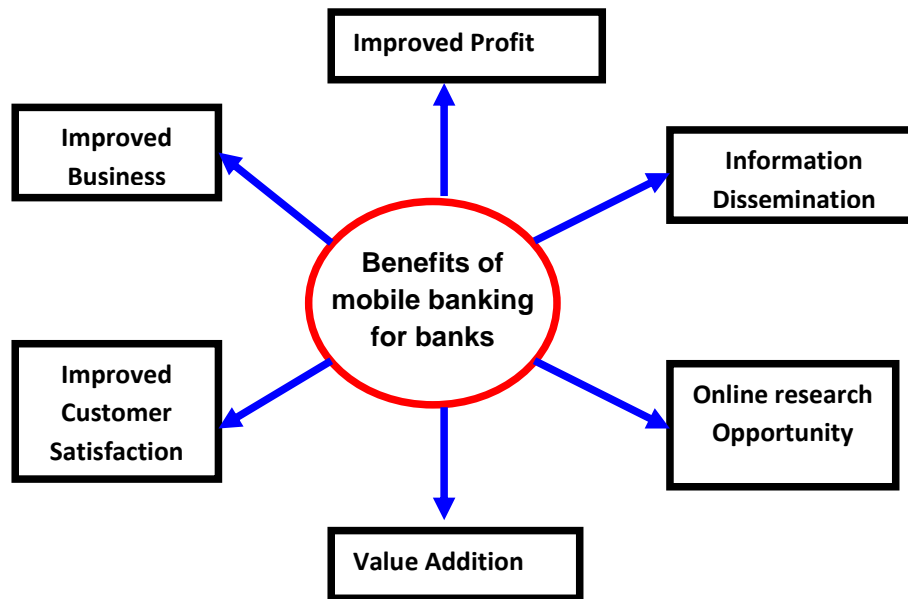 Improved Profit
Improved
Business
Information
Dissemination
Benefits of
mobile banking
for banks
Improved
Customer
Satisfaction
Online research
Opportunity
Value Addition